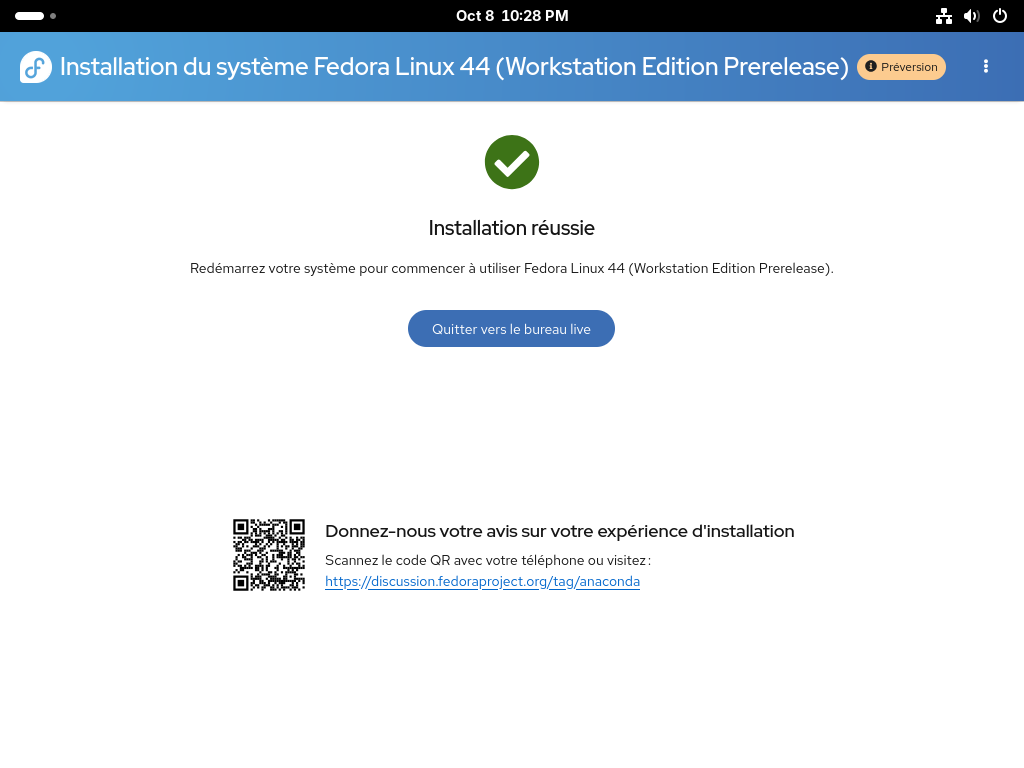 Oct 8 10:28 PM
Installation du système Fedora Linux 44 (Workstation Edition Prerelease)
Préversion
Installation réussie
Redémarrez votre système pour commencer à utiliser Fedora Linux 44 (Workstation Edition Prerelease).
Quitter vers le bureau live
Donnez-nous votre avis sur votre expérience d'installation
Scannez le code QR avec votre téléphone ou visitez :
https://discussion.fedoraproject.org/tag/anaconda